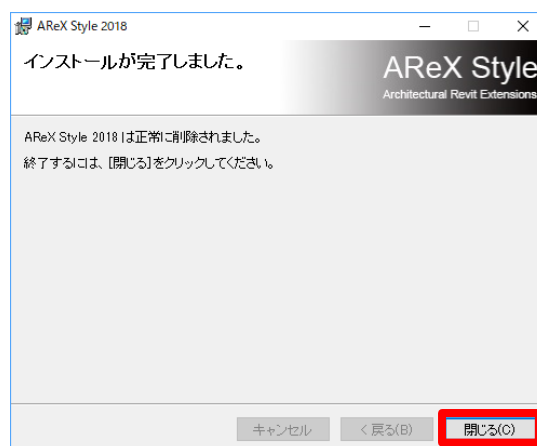 AReX Style 2018
インストールが完了しました。
AReX Style
Architectural Revit Extensions
AReX Style 2018 は正常に削除されました。
終了するには、[閉じる]をクリックしてください。
キャンセル
< 戻る(B)
閉じる(C)